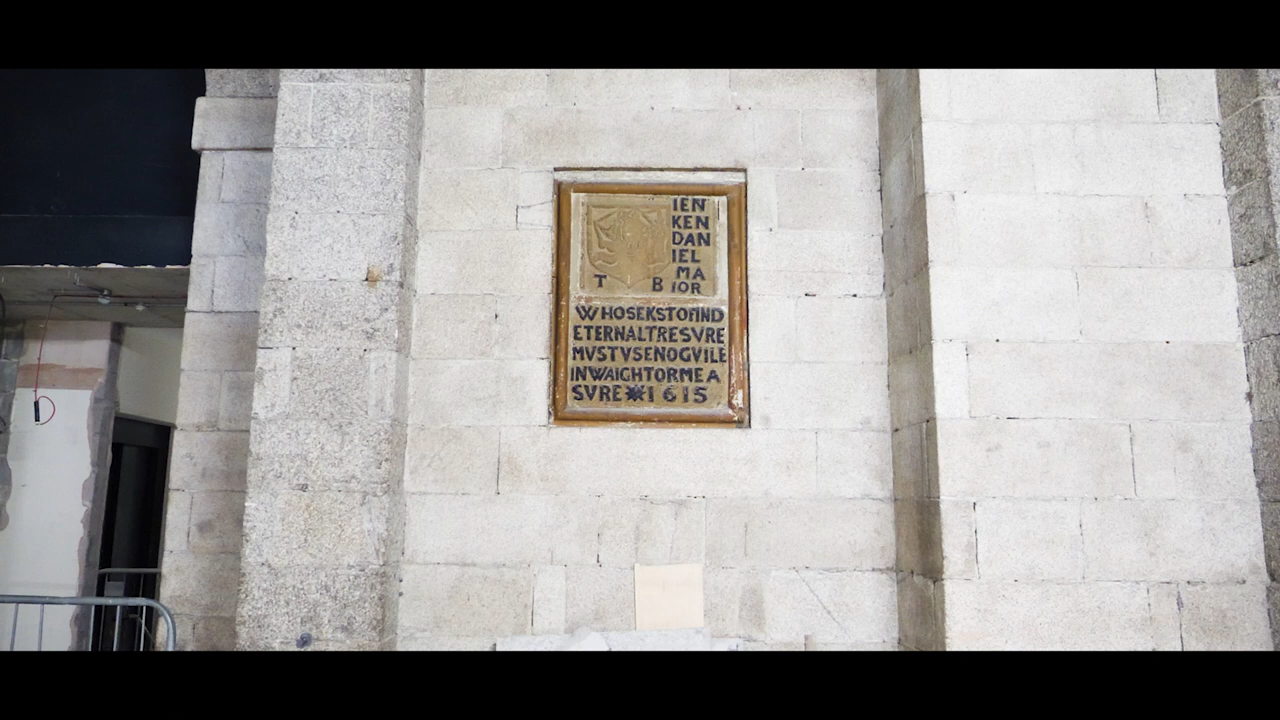 IEN
KEN
DAN
IEL
MA
IOR
T B
WHOSEKSTOFIND
ETERNALTRESVRE
MVSTVSENOGVILE
INWAIGHTORMEA
SVRE✸1615